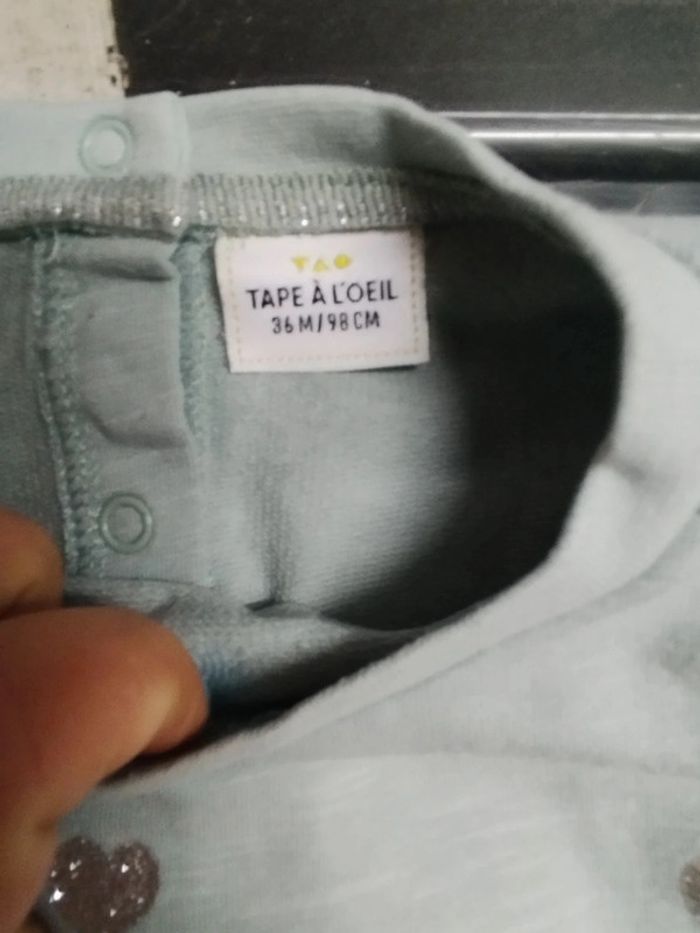 TAO
TAPE À L'OEIL
36M/98CM